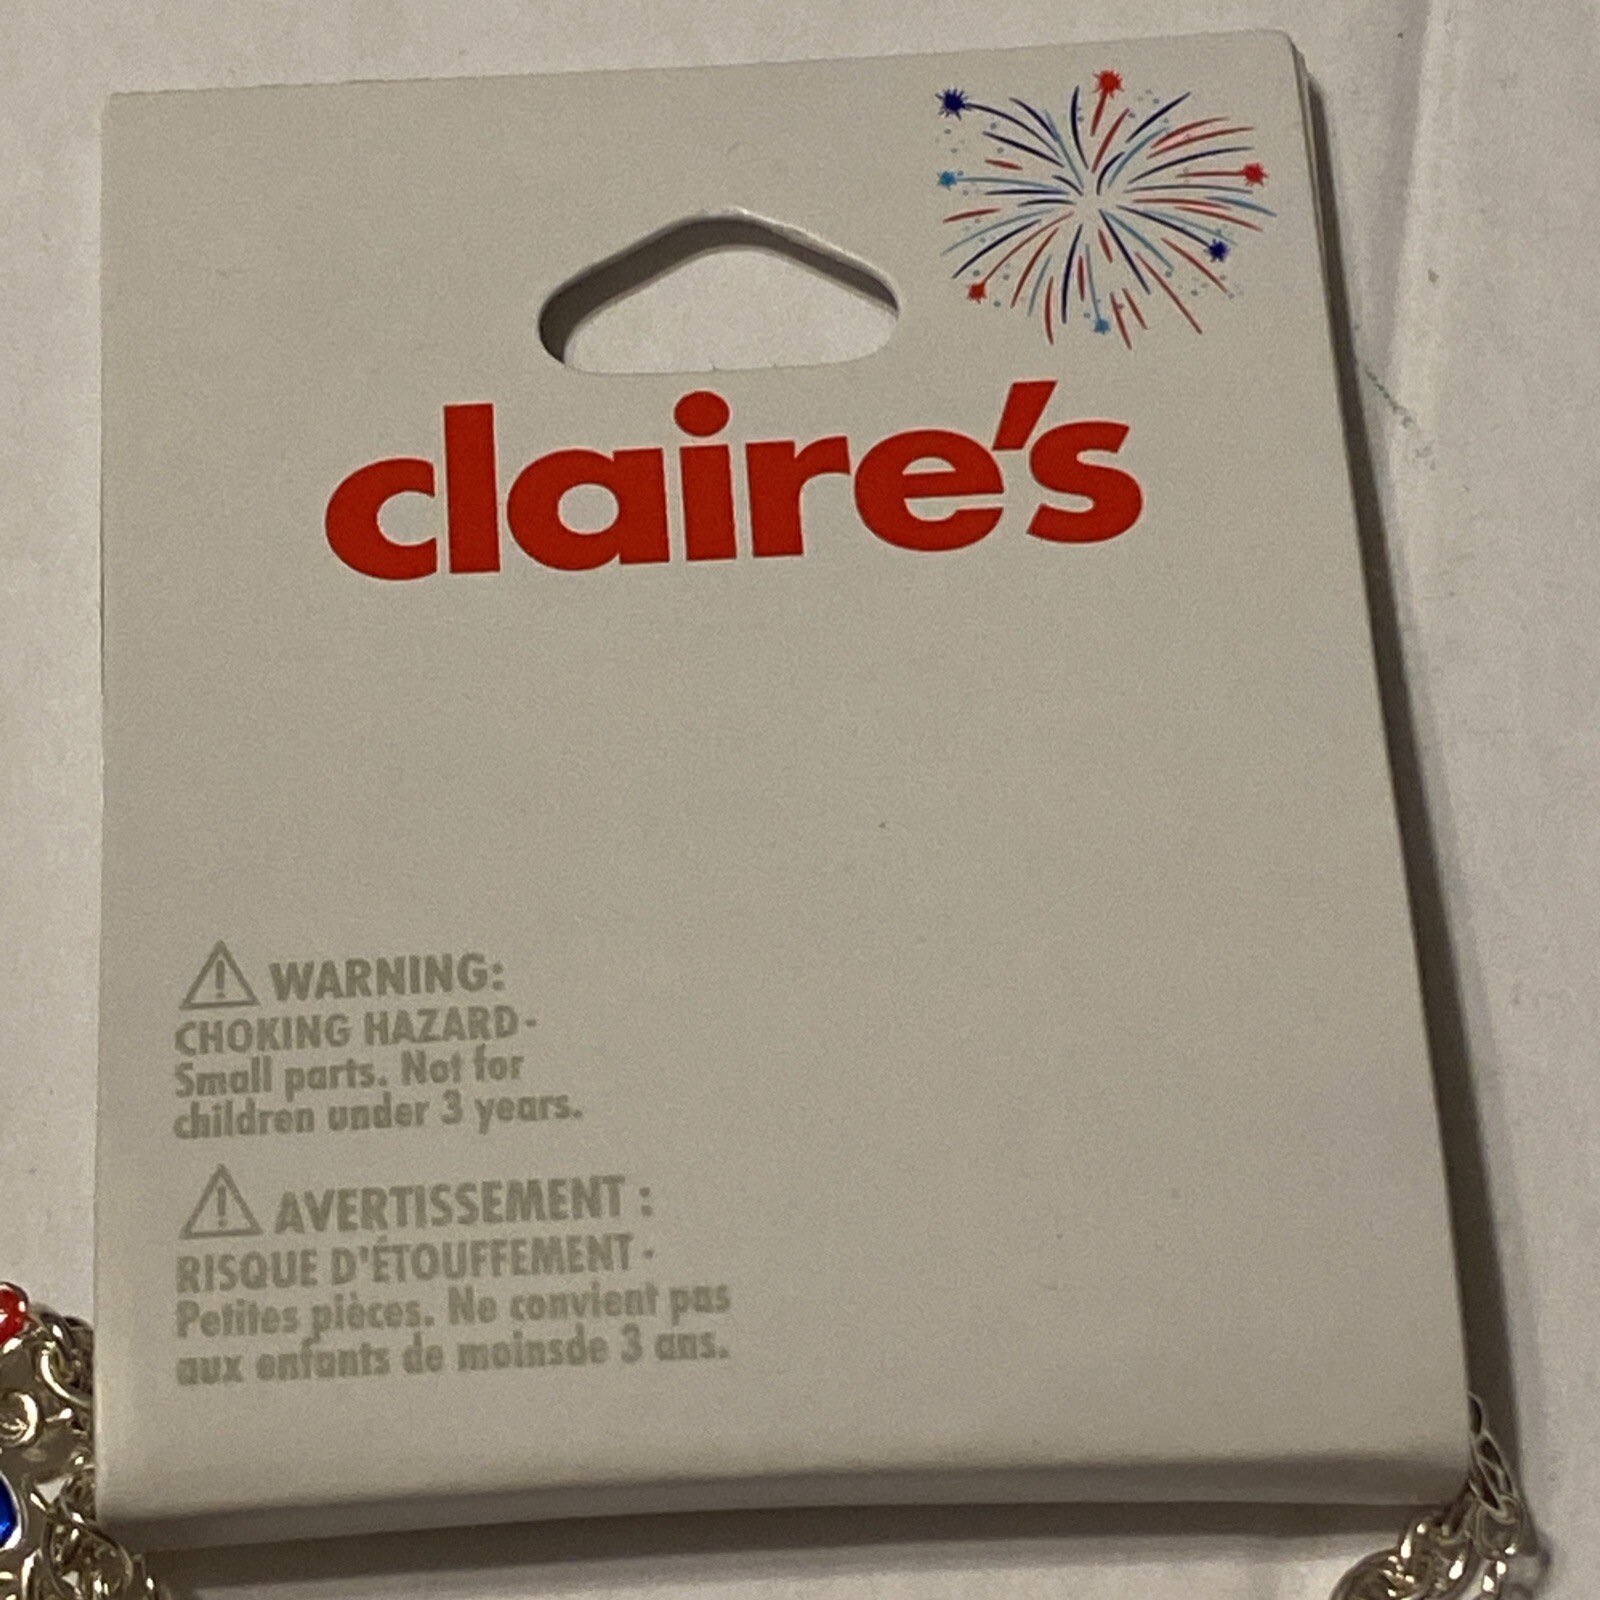 claire's
WARNING:
CHOKING HAZARD-
Small parts. Not for
children under 3 years.
AVERTISSEMENT :
RISQUE D'ÉTOUFFEMENT -
Petites pièces. Ne convient pas
aux enfants de moinsde 3 ans.